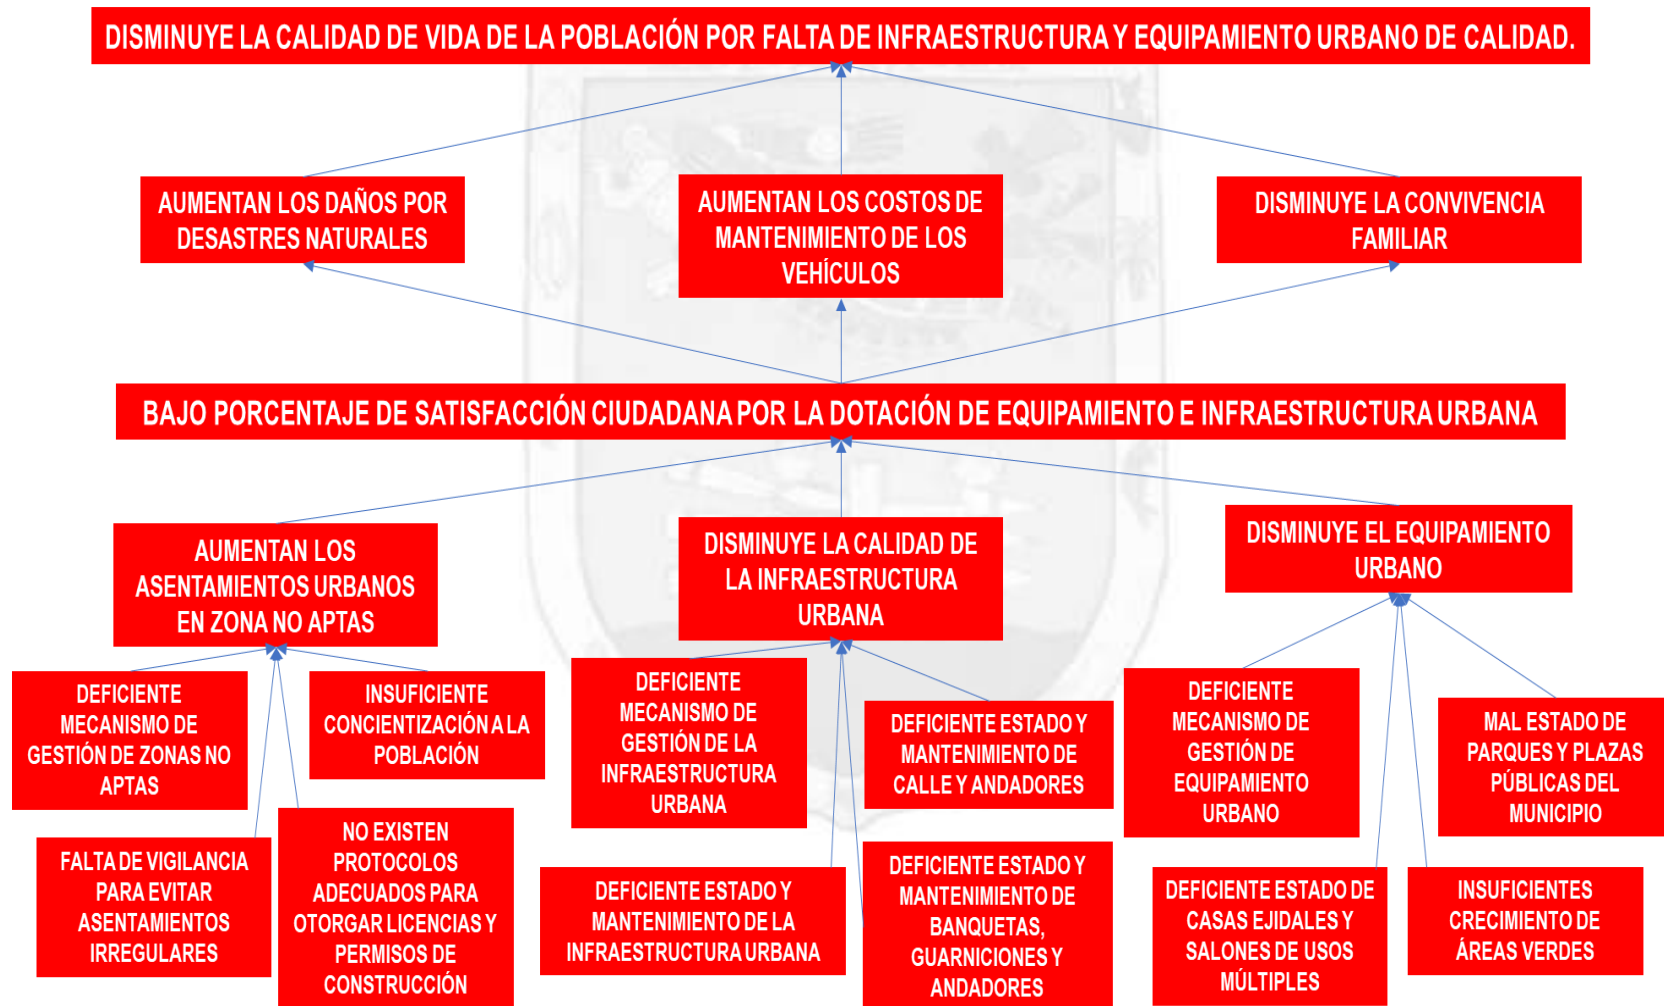 DISMINUYE LA CALIDAD DE VIDA DE LA POBLACIÓN POR FALTA DE INFRAESTRUCTURA Y EQUIPAMIENTO URBANO DE CALIDAD.
AUMENTAN LOS DAÑOS POR
DESASTRES NATURALES
AUMENTAN LOS COSTOS DE
MANTENIMIENTO DE LOS
VEHÍCULOS
DISMINUYE LA CONVIVENCIA
FAMILIAR
BAJO PORCENTAJE DE SATISFACCIÓN CIUDADANA POR LA DOTACIÓN DE EQUIPAMIENTO E INFRAESTRUCTURA URBANA
AUMENTAN LOS
ASENTAMIENTOS URBANOS
EN ZONA NO APTAS
DISMINUYE LA CALIDAD DE
LA INFRAESTRUCTURA
URBANA
DISMINUYE EL EQUIPAMIENTO
URBANO
DEFICIENTE
MECANISMO DE
GESTIÓN DE ZONAS NO
APTAS
INSUFICIENTE
CONCIENTIZACIÓN A LA
POBLACIÓN
DEFICIENTE
MECANISMO DE
GESTIÓN DE LA
INFRAESTRUCTURA
URBANA
DEFICIENTE ESTADO Y
MANTENIMIENTO DE
CALLE Y ANDADORES
DEFICIENTE
MECANISMO DE
GESTIÓN DE
EQUIPAMIENTO
URBANO
MAL ESTADO DE
PARQUES Y PLAZAS
PÚBLICAS DEL
MUNICIPIO
FALTA DE VIGILANCIA
PARA EVITAR
ASENTAMIENTOS
IRREGULARES
NO EXISTEN
PROTOCOLOS
ADECUADOS PARA
OTORGAR LICENCIAS Y
PERMISOS DE
CONSTRUCCIÓN
DEFICIENTE ESTADO Y
MANTENIMIENTO DE LA
INFRAESTRUCTURA URBANA
DEFICIENTE ESTADO Y
MANTENIMIENTO DE
BANQUETAS,
GUARNICIONES Y
ANDADORES
DEFICIENTE ESTADO DE
CASAS EJIDALES Y
SALONES DE USOS
MÚLTIPLES
INSUFICIENTES
CRECIMIENTO DE
ÁREAS VERDES